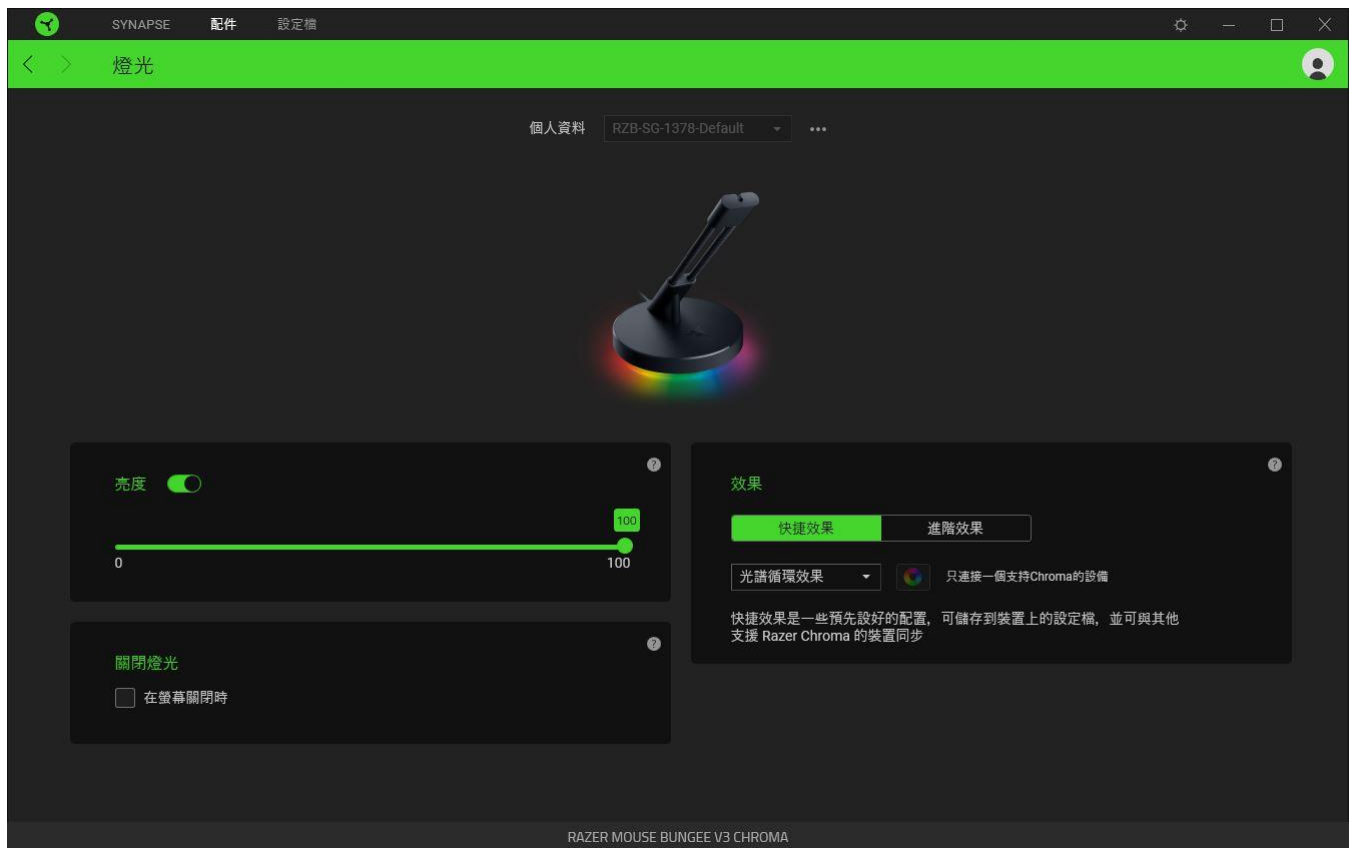 SYNAPSE 配件 設定檔
燈光
個人資料 RZB-SG-1378-Default
亮度
100
0 100
關閉燈光
在螢幕關閉時
效果
快捷效果 進階效果
光譜循環效果 只連接一個支持Chroma的設備
快捷效果是一些預先設好的配置，可儲存到裝置上的設定檔，並可與其他
支援 Razer Chroma 的裝置同步
RAZER MOUSE BUNGEE V3 CHROMA